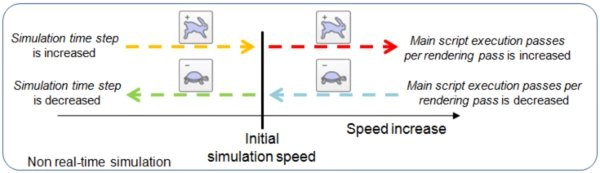 Simulation time step
is increased
Main script execution passes
per rendering pass is increased
Simulation time step
is decreased
Main script execution passes per
rendering pass is decreased
Initial
simulation speed
Speed increase
Non real-time simulation